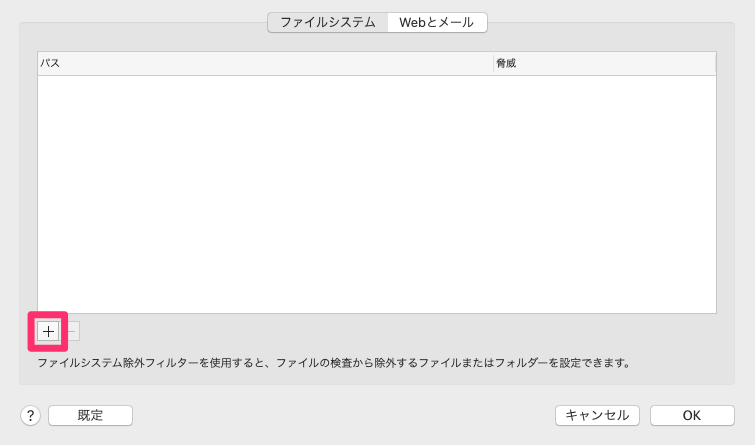 ファイルシステム Webとメール
パス 脅威
ファイルシステム除外フィルターを使用すると、ファイルの検査から除外するファイルまたはフォルダーを設定できます。
? 既定 キャンセル OK